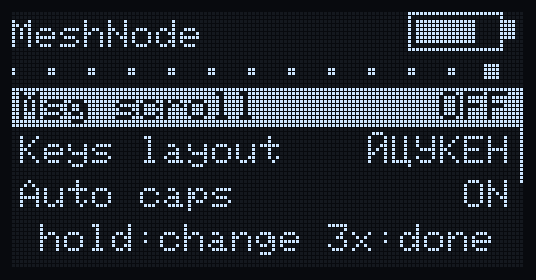 MeshNode
Msg scroll OFF
Keys layout ЙЦУКЕН
Auto caps ON
hold:change 3x:done